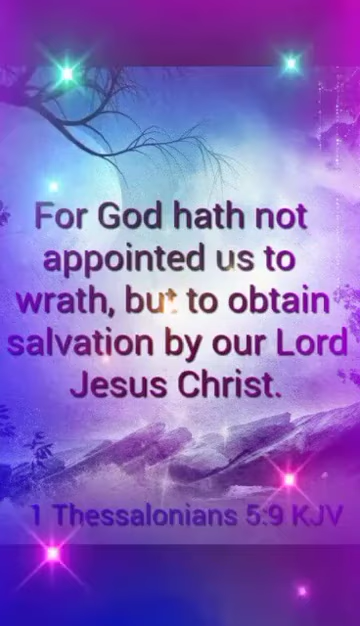 For God hath not
appointed us to
wrath, but to obtain
salvation by our Lord
Jesus Christ.
1 Thessalonians 5:9 KJV